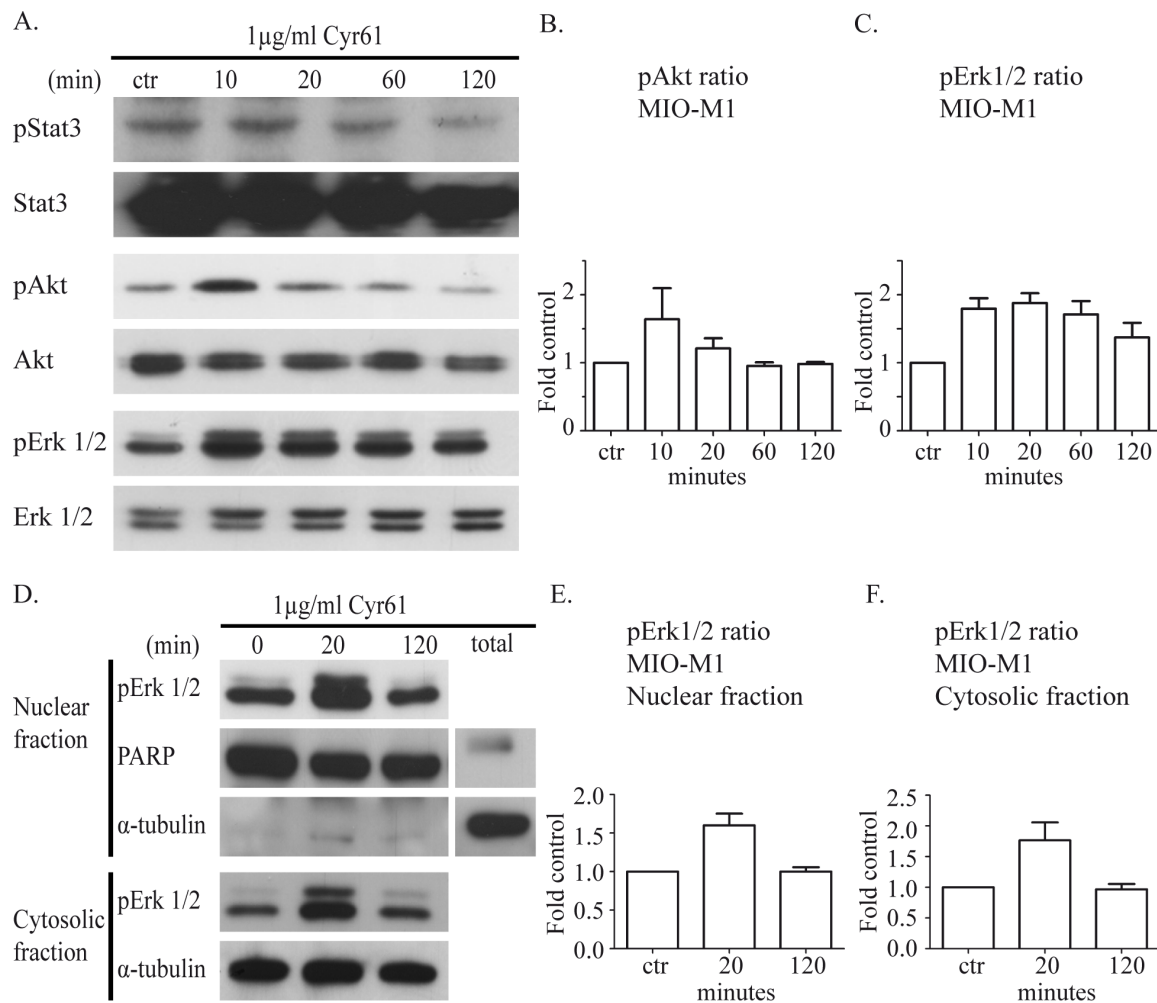 A.
1µg/ml Cyr61
(min) ctr 10 20 60 120
pStat3
Stat3
pAkt
Akt
pErk 1/2
Erk 1/2
B.
pAkt ratio
MIO-M1
Fold control
2
1
0
ctr 10 20 60 120
minutes
C.
pErk1/2 ratio
MIO-M1
Fold control
2
1
0
ctr 10 20 60 120
minutes
D.
1µg/ml Cyr61
(min) 0 20 120 total
Nuclear
fraction
pErk 1/2
PARP
α-tubulin
Cytosolic
fraction
pErk 1/2
α-tubulin
E.
pErk1/2 ratio
MIO-M1
Nuclear fraction
Fold control
2.0
1.5
1.0
0.5
0.0
ctr 20 120
minutes
F.
pErk1/2 ratio
MIO-M1
Cytosolic fraction
Fold control
2.5
2.0
1.5
1.0
0.5
0.0
ctr 20 120
minutes